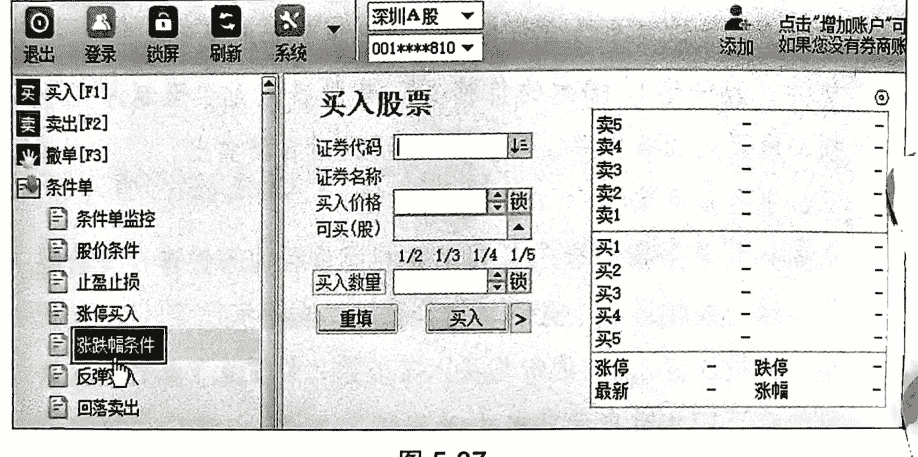 深圳A股
001****810
退出 登录 锁屏 刷新 系统
添加
点击"增加账户"可
如果您没有券商账
买 买入[F1]
卖 卖出[F2]
撤单[F3]
条件单
条件单监控
股价条件
止盈止损
涨停买入
涨跌幅条件
反弹 入
回落卖出
买入股票
证券代码
证券名称
买入价格 锁
可买(股)
1/2 1/3 1/4 1/5
买入数量 锁
重填 买入 >
卖5 - -
卖4 - -
卖3 - -
卖2 - -
卖1 - -
买1 - -
买2 - -
买3 - -
买4 - -
买5 - -
涨停 - 跌停 -
最新 - 涨幅 -